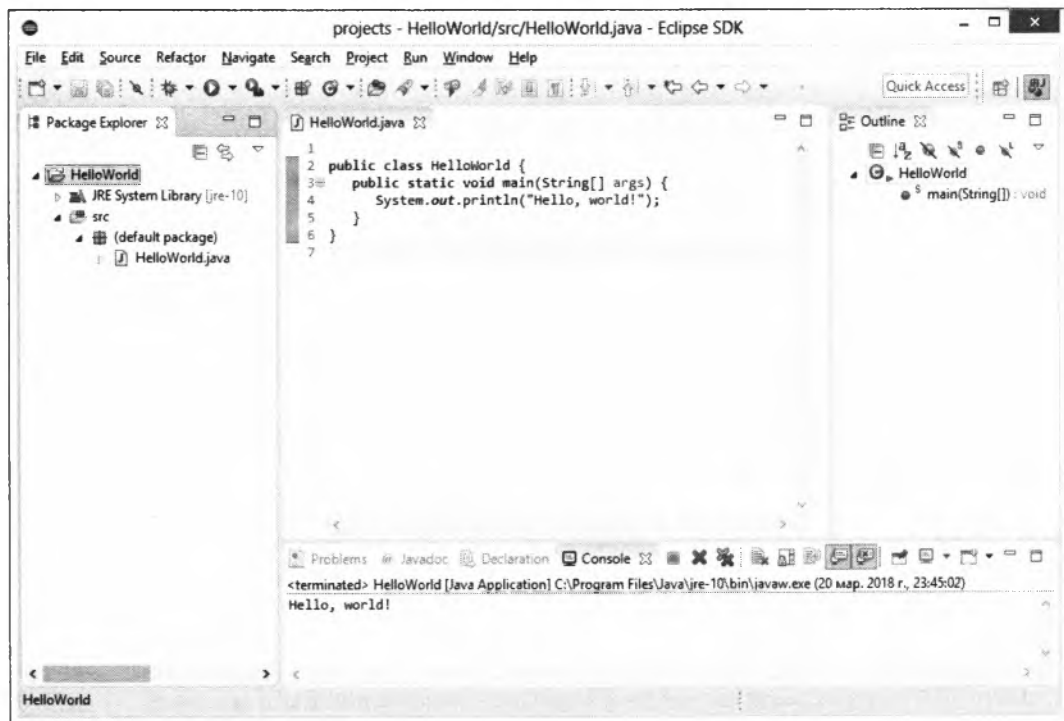 projects - HelloWorld/src/HelloWorld.java - Eclipse SDK
File Edit Source Refactor Navigate Search Project Run Window Help
Quick Access
Package Explorer
HelloWorld
JRE System Library [jre-10]
src
(default package)
HelloWorld.java
HelloWorld.java
1
2 public class HelloWorld {
3 public static void main(String[] args) {
4 System.out.println("Hello, world!");
5 }
6 }
7
Outline
HelloWorld
main(String[]) : void
Problems @ Javadoc Declaration Console
<terminated> HelloWorld [Java Application] C:\Program Files\Java\jre-10\bin\javaw.exe (20 мар. 2018 г., 23:45:02)
Hello, world!
HelloWorld